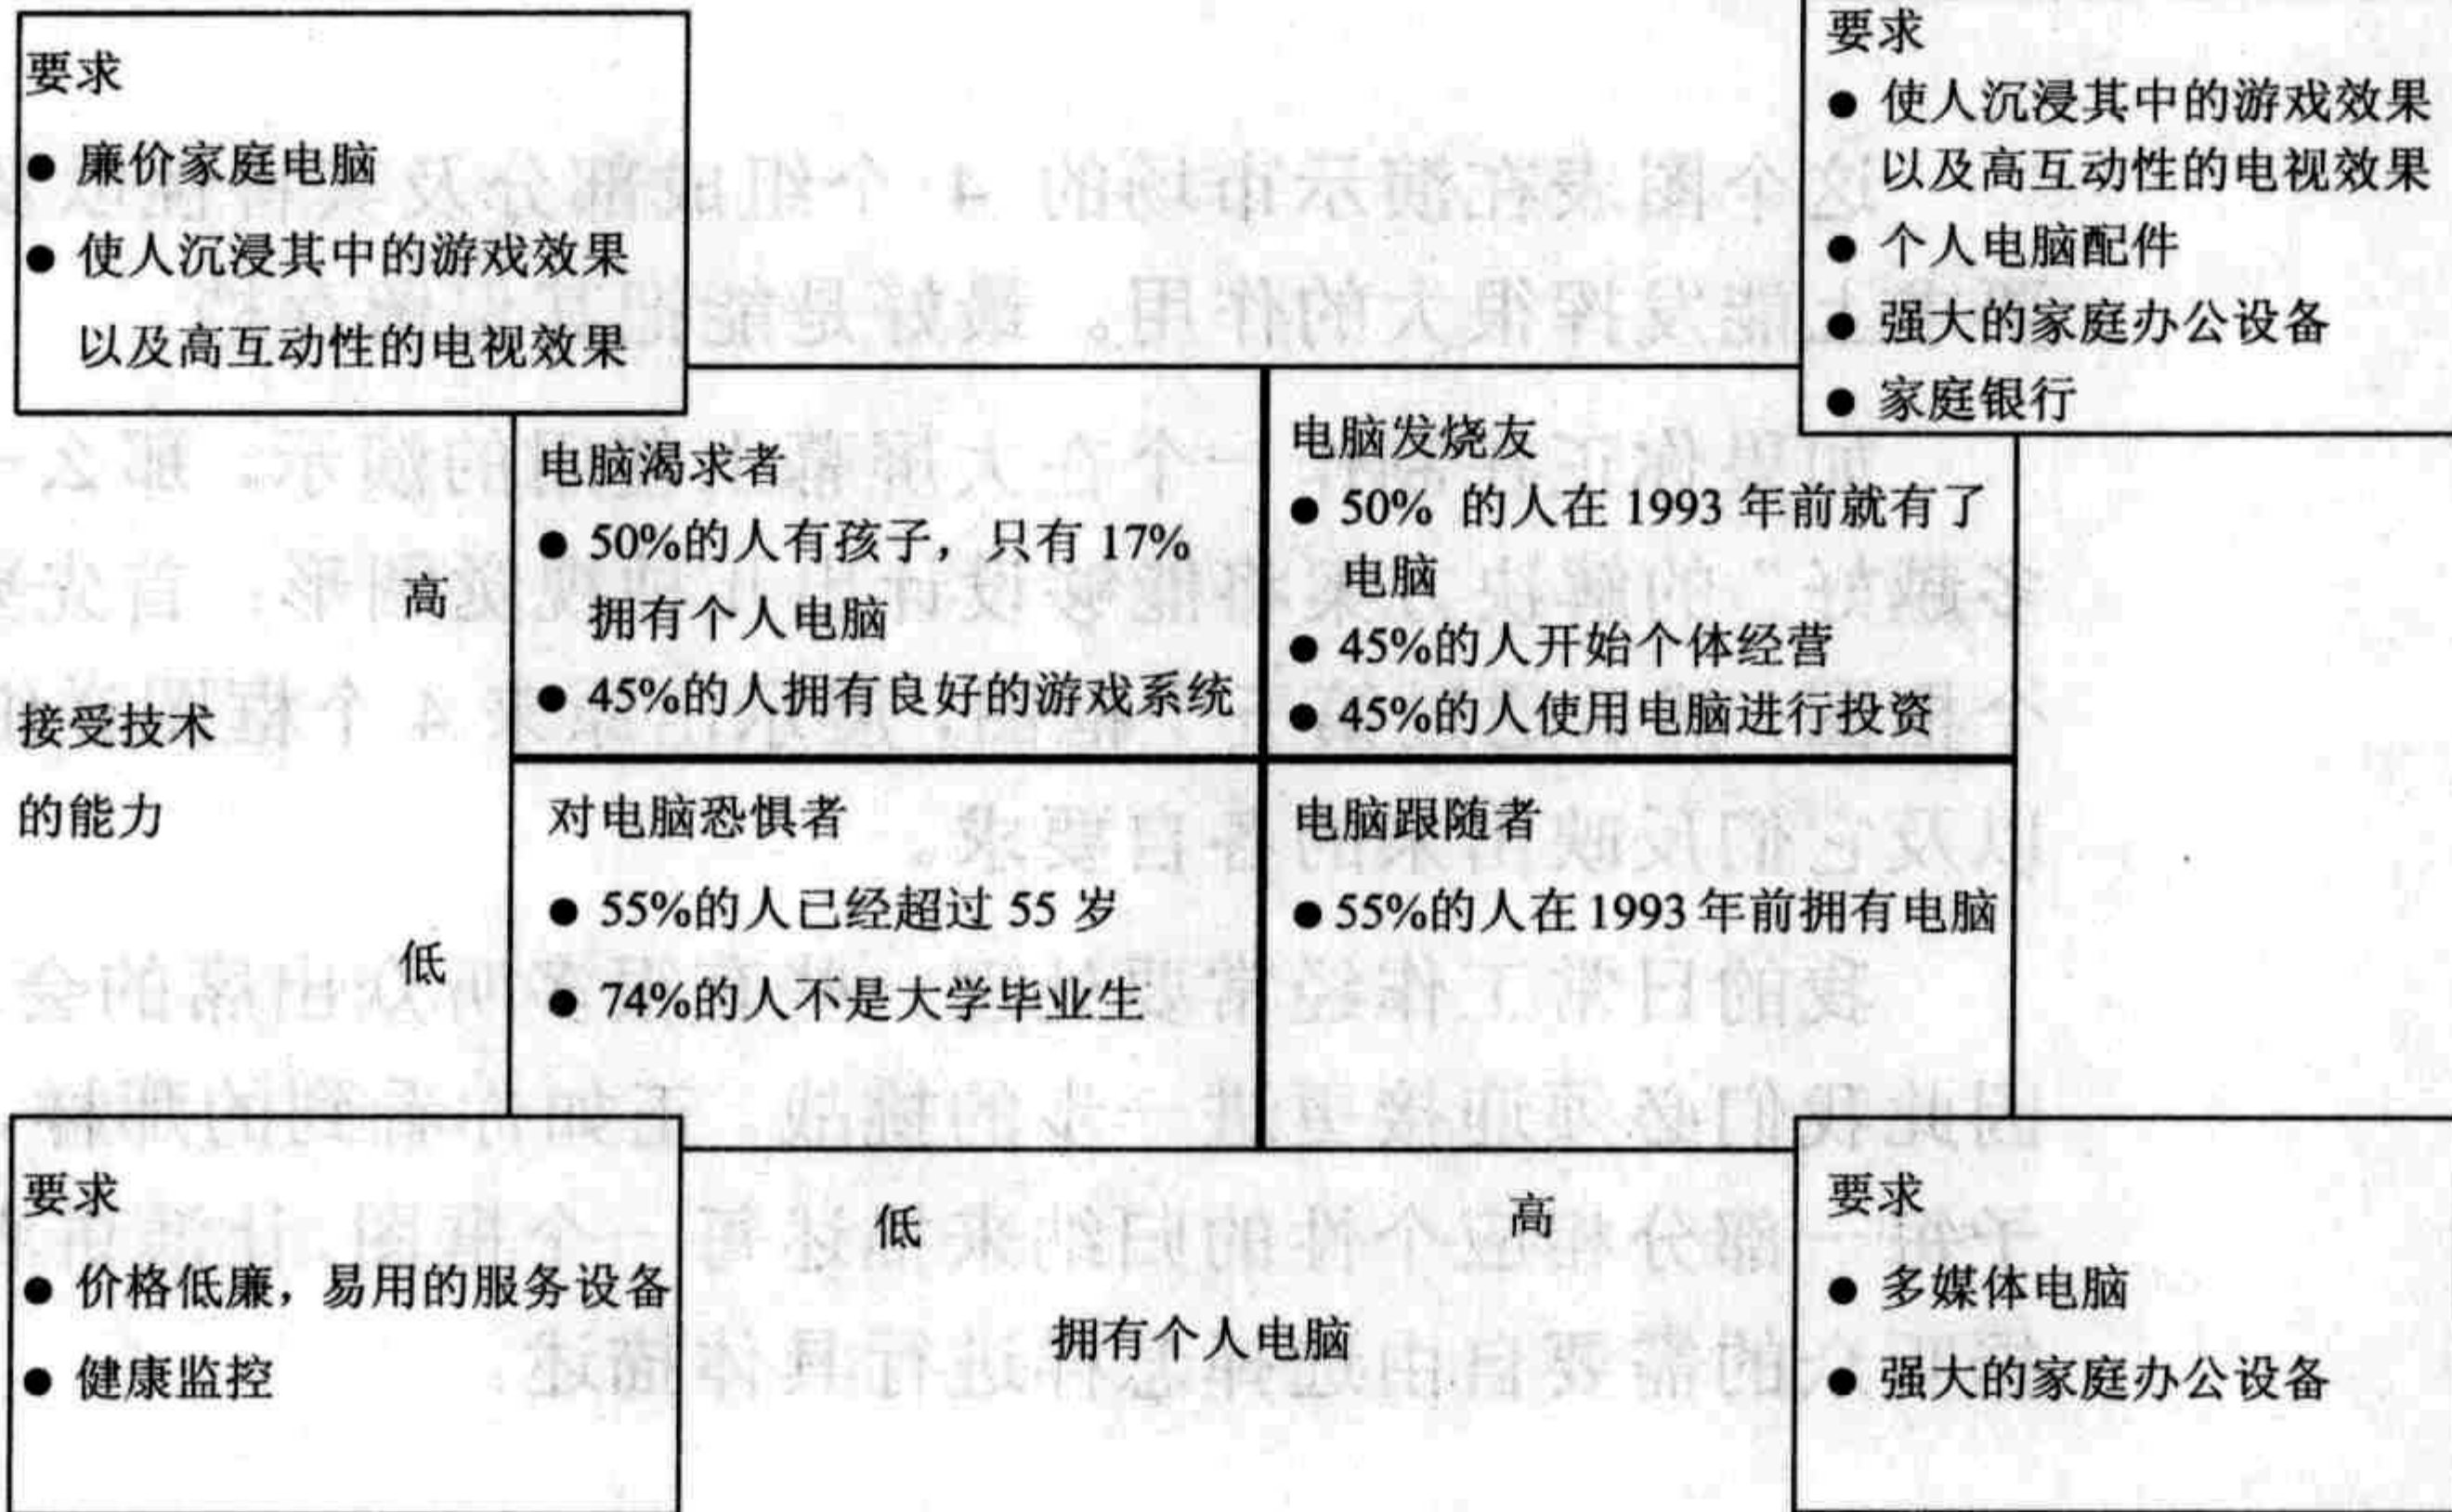 要求
● 廉价家庭电脑
● 使人沉浸其中的游戏效果
以及高互动性的电视效果
要求
● 使人沉浸其中的游戏效果
以及高互动性的电视效果
● 个人电脑配件
● 强大的家庭办公设备
● 家庭银行
电脑渴求者
● 50%的人有孩子，只有 17%
拥有个人电脑
● 45%的人拥有良好的游戏系统
电脑发烧友
● 50% 的人在 1993 年前就有了
电脑
● 45%的人开始个体经营
● 45%的人使用电脑进行投资
高
接受技术
的能力
低
对电脑恐惧者
● 55%的人已经超过 55 岁
● 74%的人不是大学毕业生
电脑跟随者
● 55%的人在 1993 年前拥有电脑
要求
● 价格低廉，易用的服务设备
● 健康监控
低
高
拥有个人电脑
要求
● 多媒体电脑
● 强大的家庭办公设备